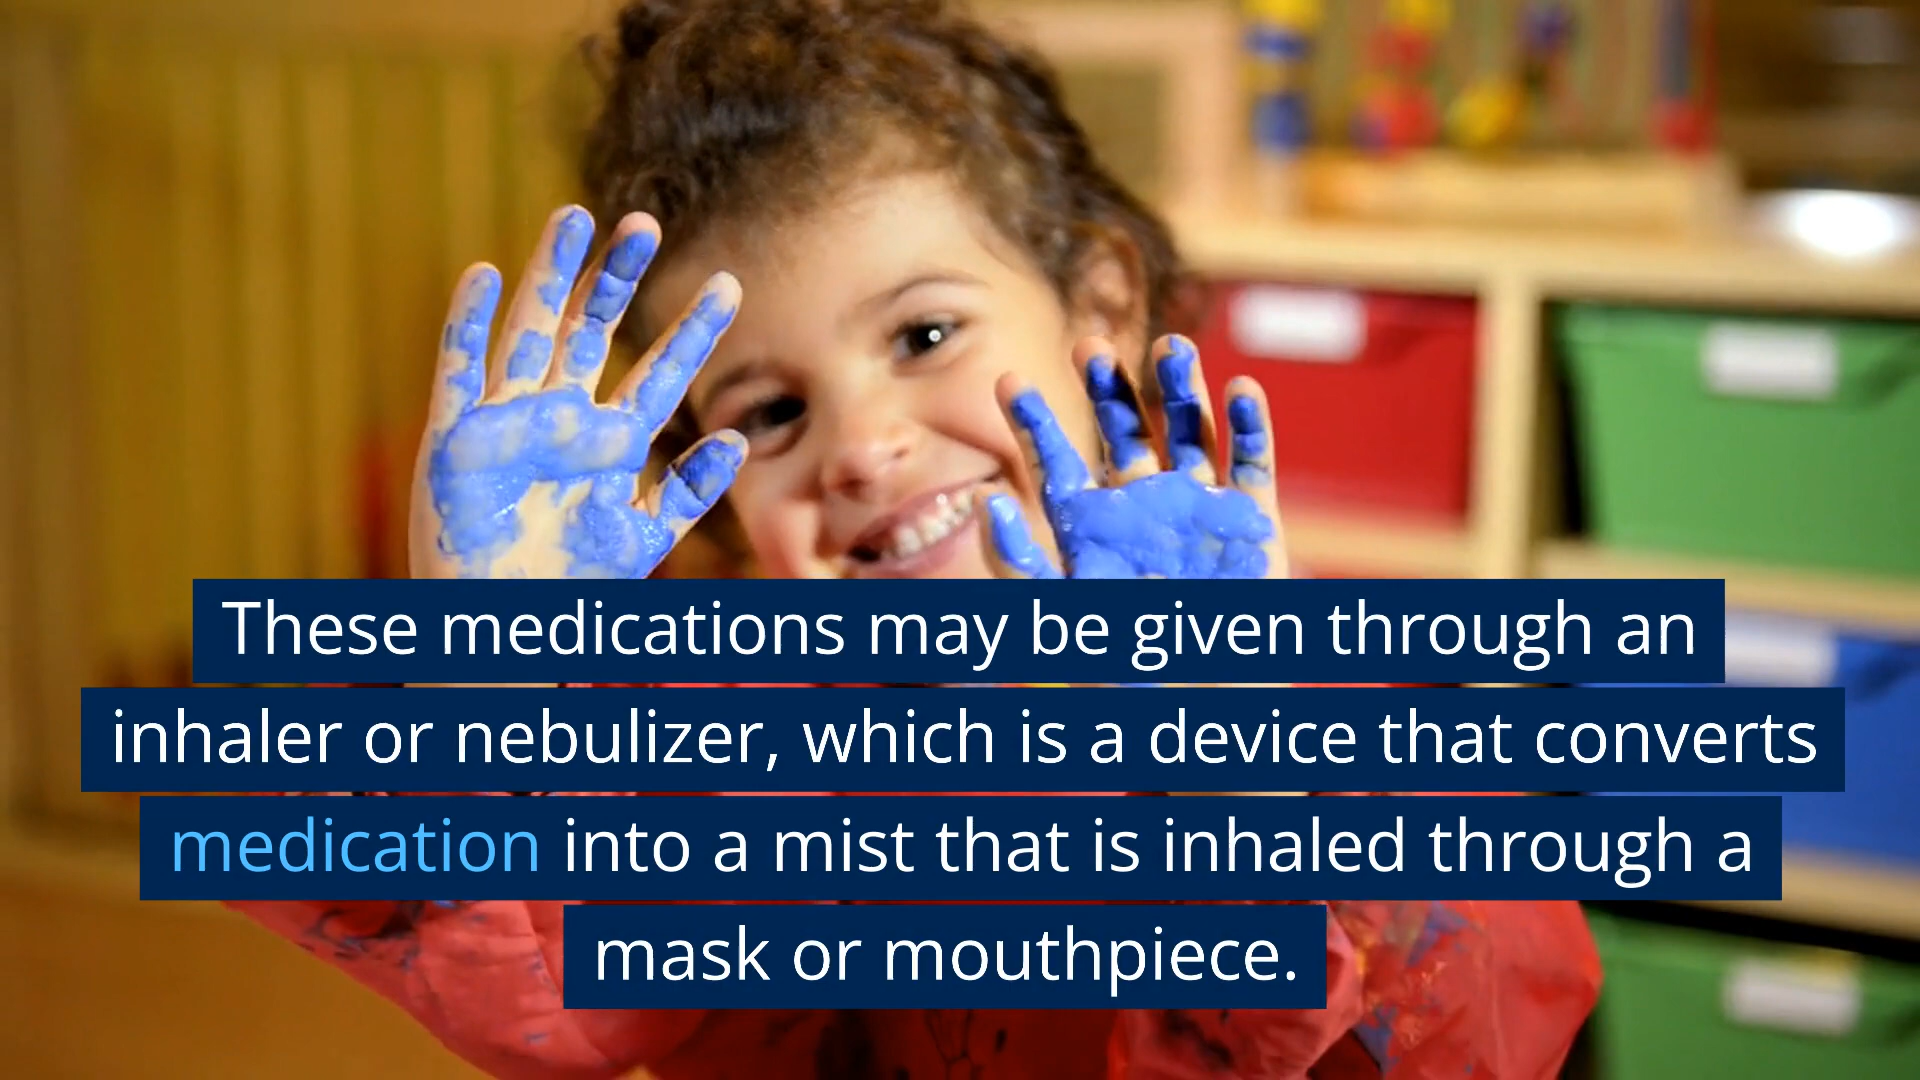 These medications may be given through an
inhaler or nebulizer, which is a device that converts
medication into a mist that is inhaled through a
mask or mouthpiece.